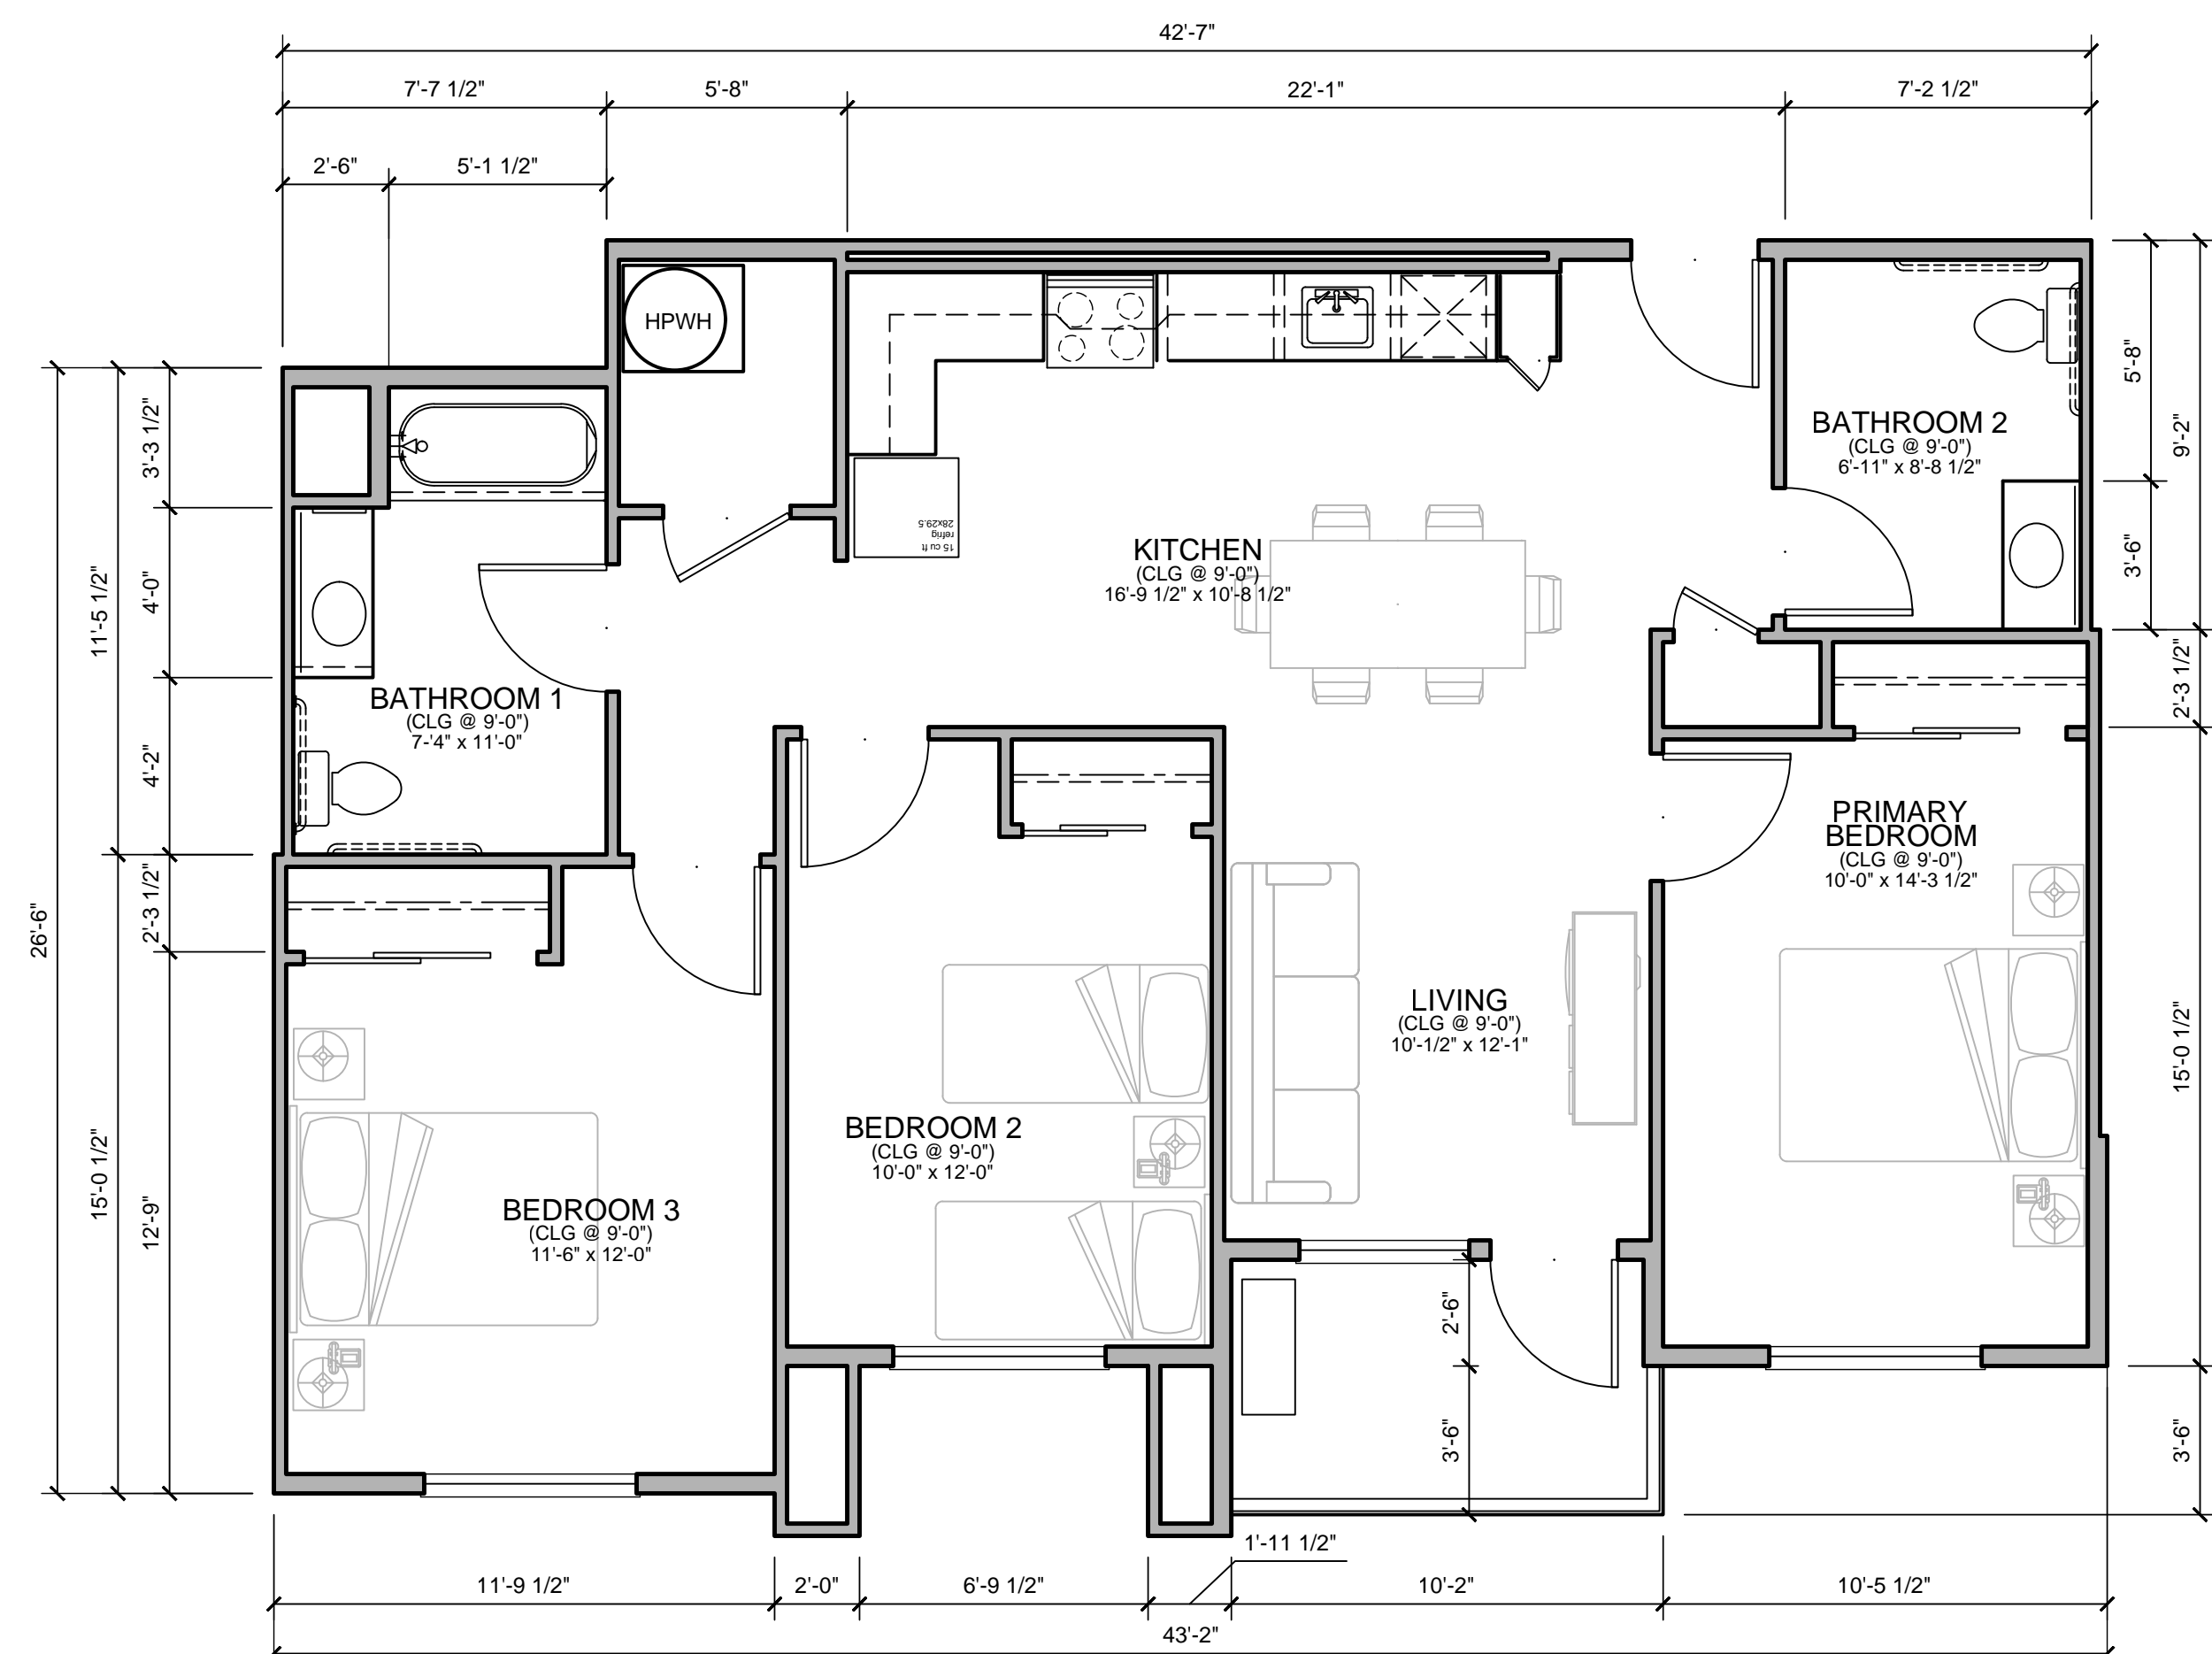 42'-7"
7'-7 1/2"
5'-8"
22'-1"
7'-2 1/2"
2'-6"
5'-1 1/2"
HPWH
15 cu ft
refrig
28x29.5
KITCHEN
(CLG @ 9'-0")
16'-9 1/2" x 10'-8 1/2"
BATHROOM 2
(CLG @ 9'-0")
6'-11" x 8'-8 1/2"
BATHROOM 1
(CLG @ 9'-0")
7-'4" x 11'-0"
PRIMARY
BEDROOM
(CLG @ 9'-0")
10'-0" x 14'-3 1/2"
LIVING
(CLG @ 9'-0")
10'-1/2" x 12'-1"
BEDROOM 2
(CLG @ 9'-0")
10'-0" x 12'-0"
BEDROOM 3
(CLG @ 9'-0")
11'-6" x 12'-0"
26'-6"
11'-5 1/2"
15'-0 1/2"
3'-3 1/2"
4'-0"
4'-2"
2'-3 1/2"
12'-9"
5'-8"
3'-6"
9'-2"
2'-3 1/2"
15'-0 1/2"
3'-6"
2'-6"
3'-6"
1'-11 1/2"
11'-9 1/2"
2'-0"
6'-9 1/2"
10'-2"
10'-5 1/2"
43'-2"